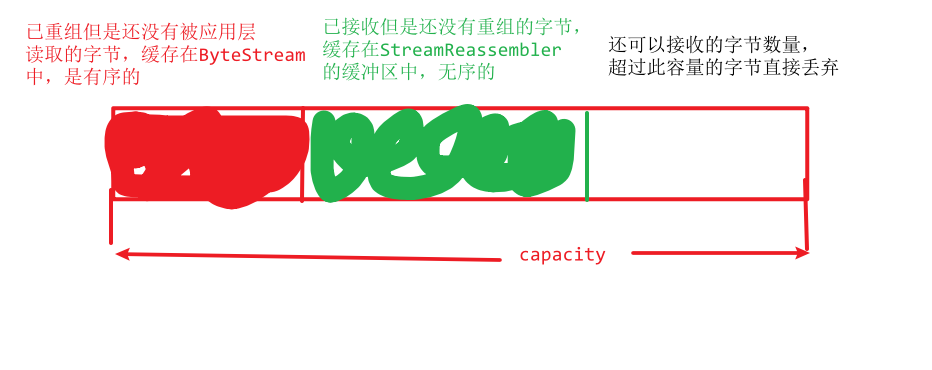 已重组但是还没有被应用层
读取的字节，缓存在ByteStream
中，是有序的
已接收但是还没有重组的字节，
缓存在StreamReassembler
的缓冲区中，无序的
还可以接收的字节数量，
超过此容量的字节直接丢弃
capacity